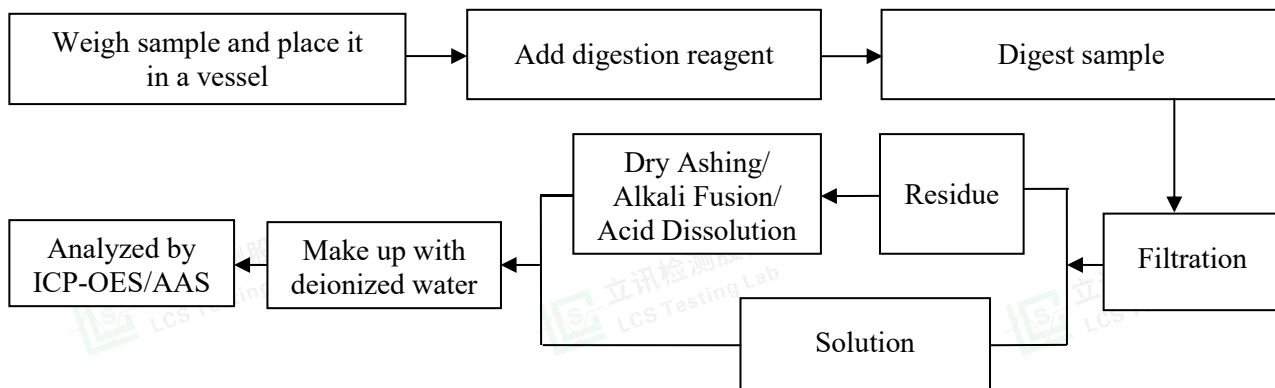 Weigh sample and place it
in a vessel
Add digestion reagent
Digest sample
Dry Ashing/
Alkali Fusion/
Acid Dissolution
Residue
Filtration
Analyzed by
ICP-OES/AAS
Make up with
deionized water
Solution
立讯检测股
LCS Testing Lab